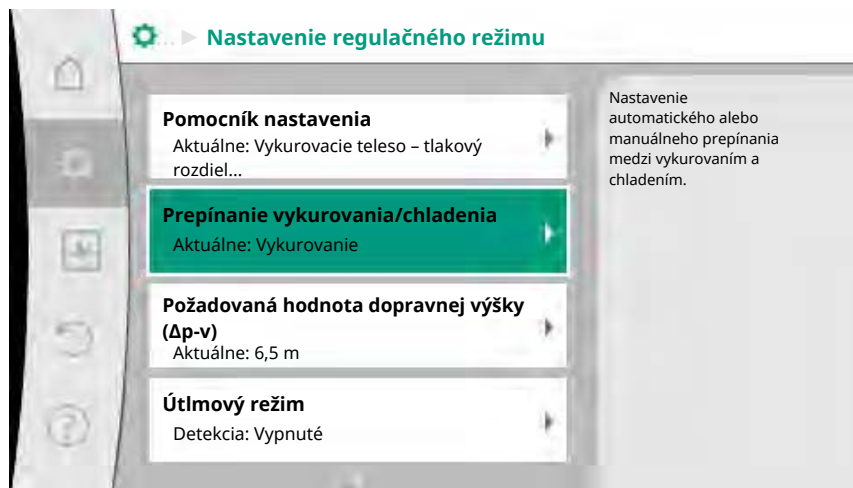 Nastavenie regulačného režimu
Pomocník nastavenia
Aktuálne: Vykurovacie teleso – tlakový
rozdiel...
Prepínanie vykurovania/chladenia
Aktuálne: Vykurovanie
Požadovaná hodnota dopravnej výšky
(Δp-v)
Aktuálne: 6,5 m
Útlmový režim
Detekcia: Vypnuté
Nastavenie
automatického alebo
manuálneho prepínania
medzi vykurovaním a
chladením.